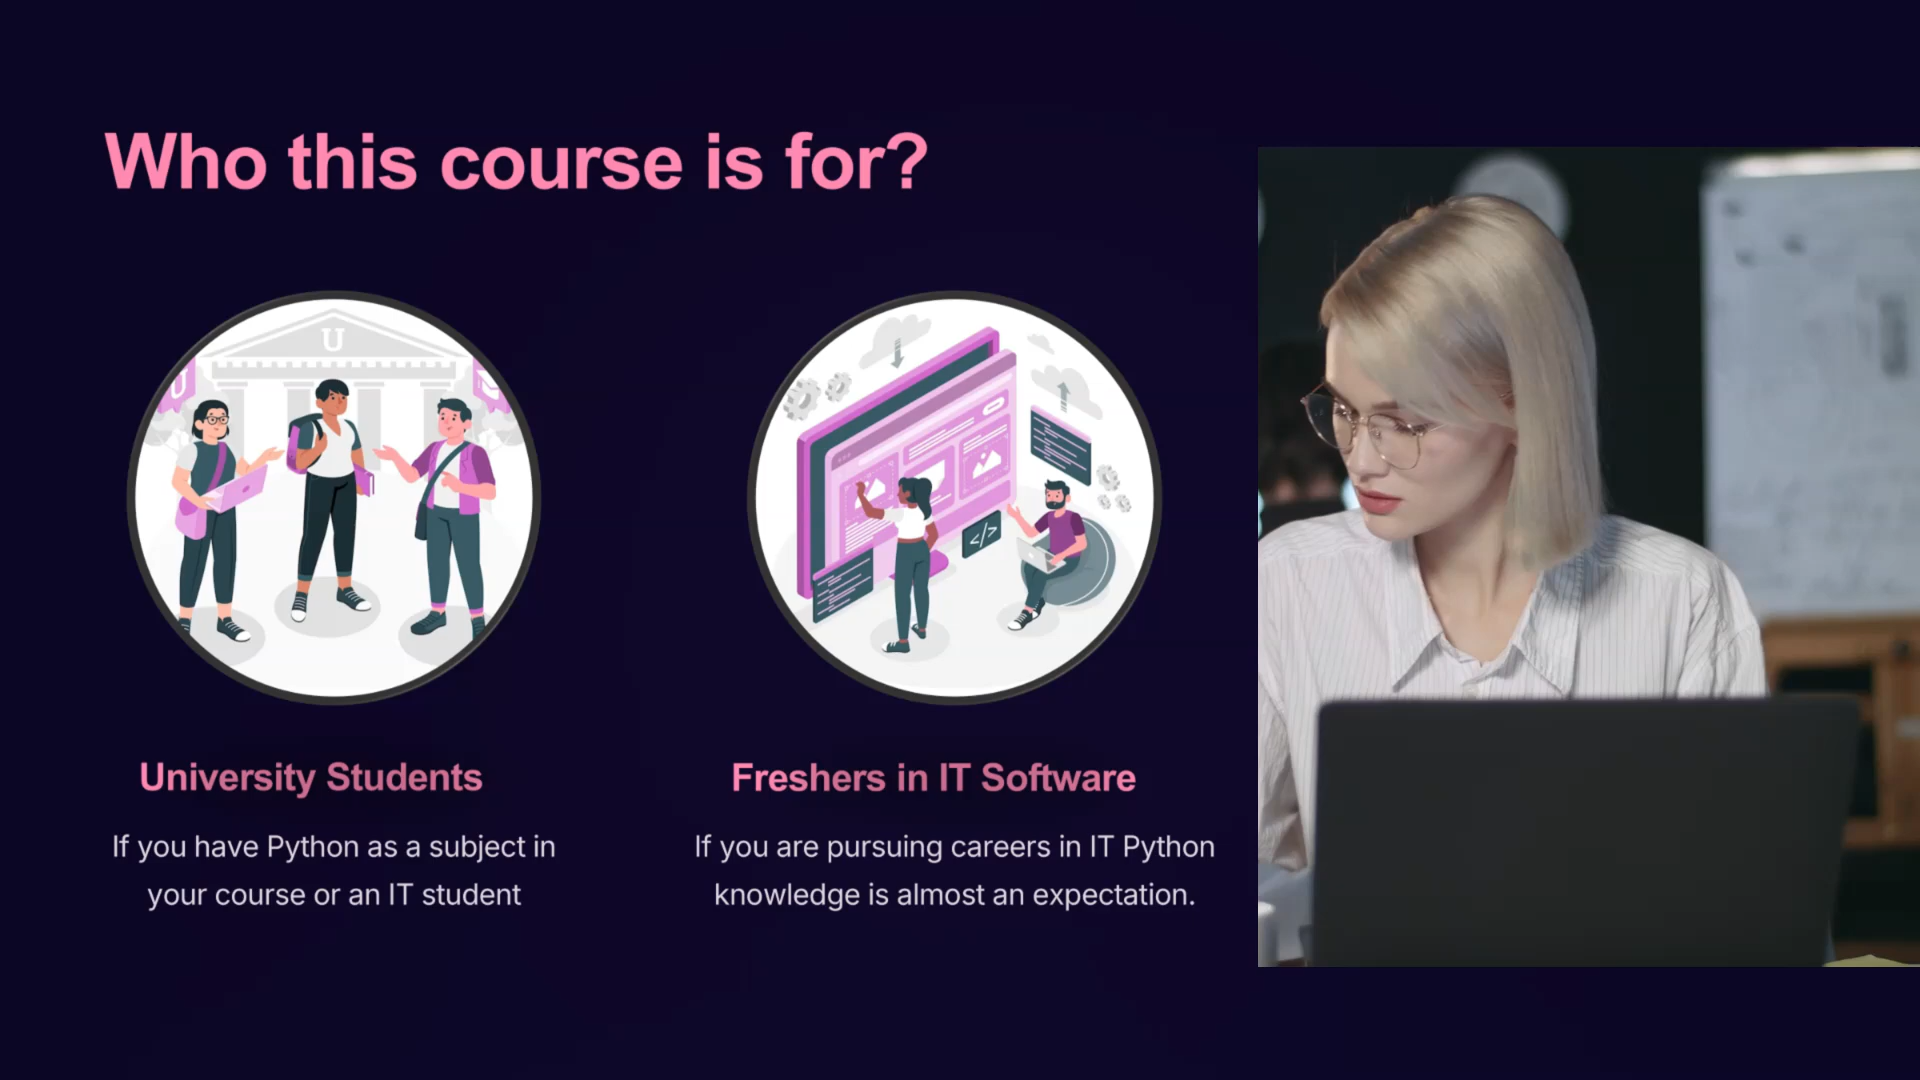 Who this course is for?
U
U
</>
University Students
If you have Python as a subject in
your course or an IT student
Freshers in IT Software
If you are pursuing careers in IT Python
knowledge is almost an expectation.